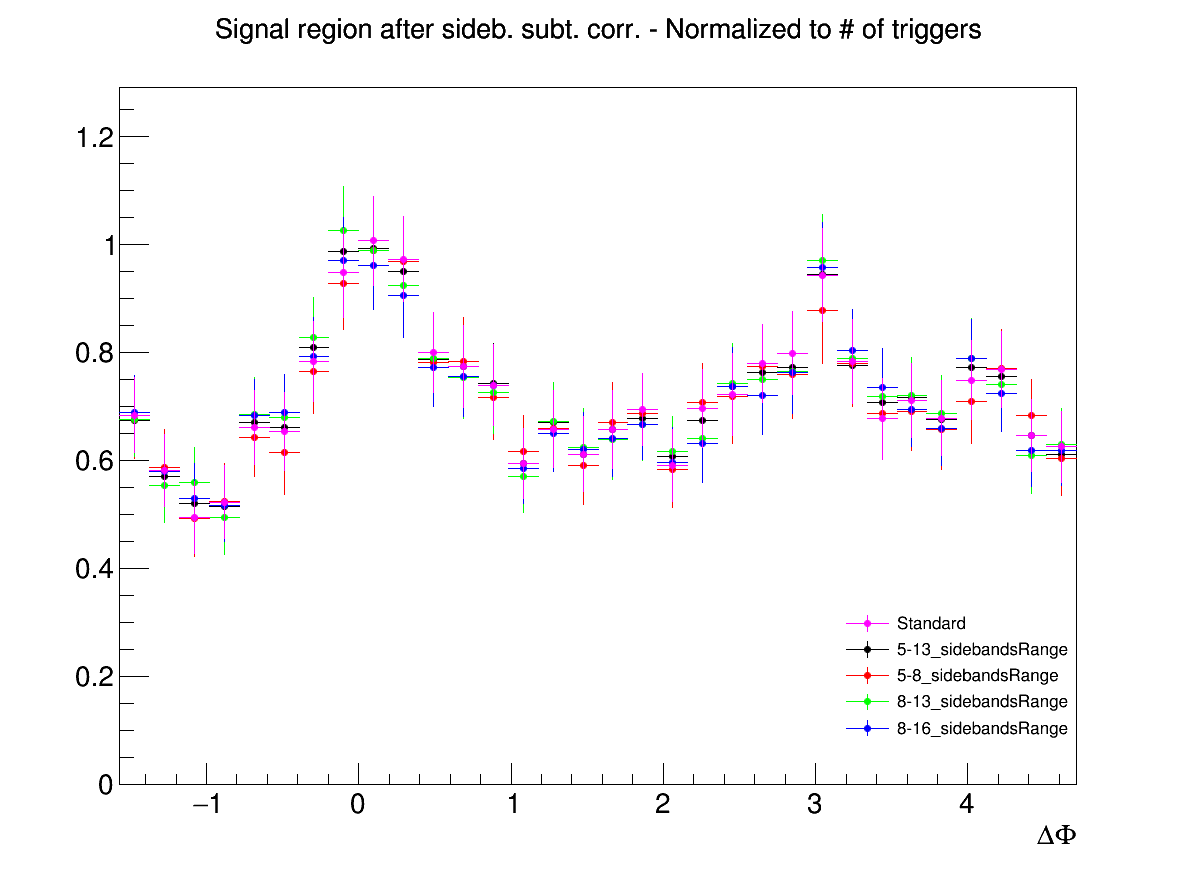 Signal region after sideb. subt. corr. - Normalized to # of triggers
1.2
1
0.8
0.6
0.4
0.2
0
−1 0 1 2 3 4
ΔΦ
Standard
5-13_sidebandsRange
5-8_sidebandsRange
8-13_sidebandsRange
8-16_sidebandsRange